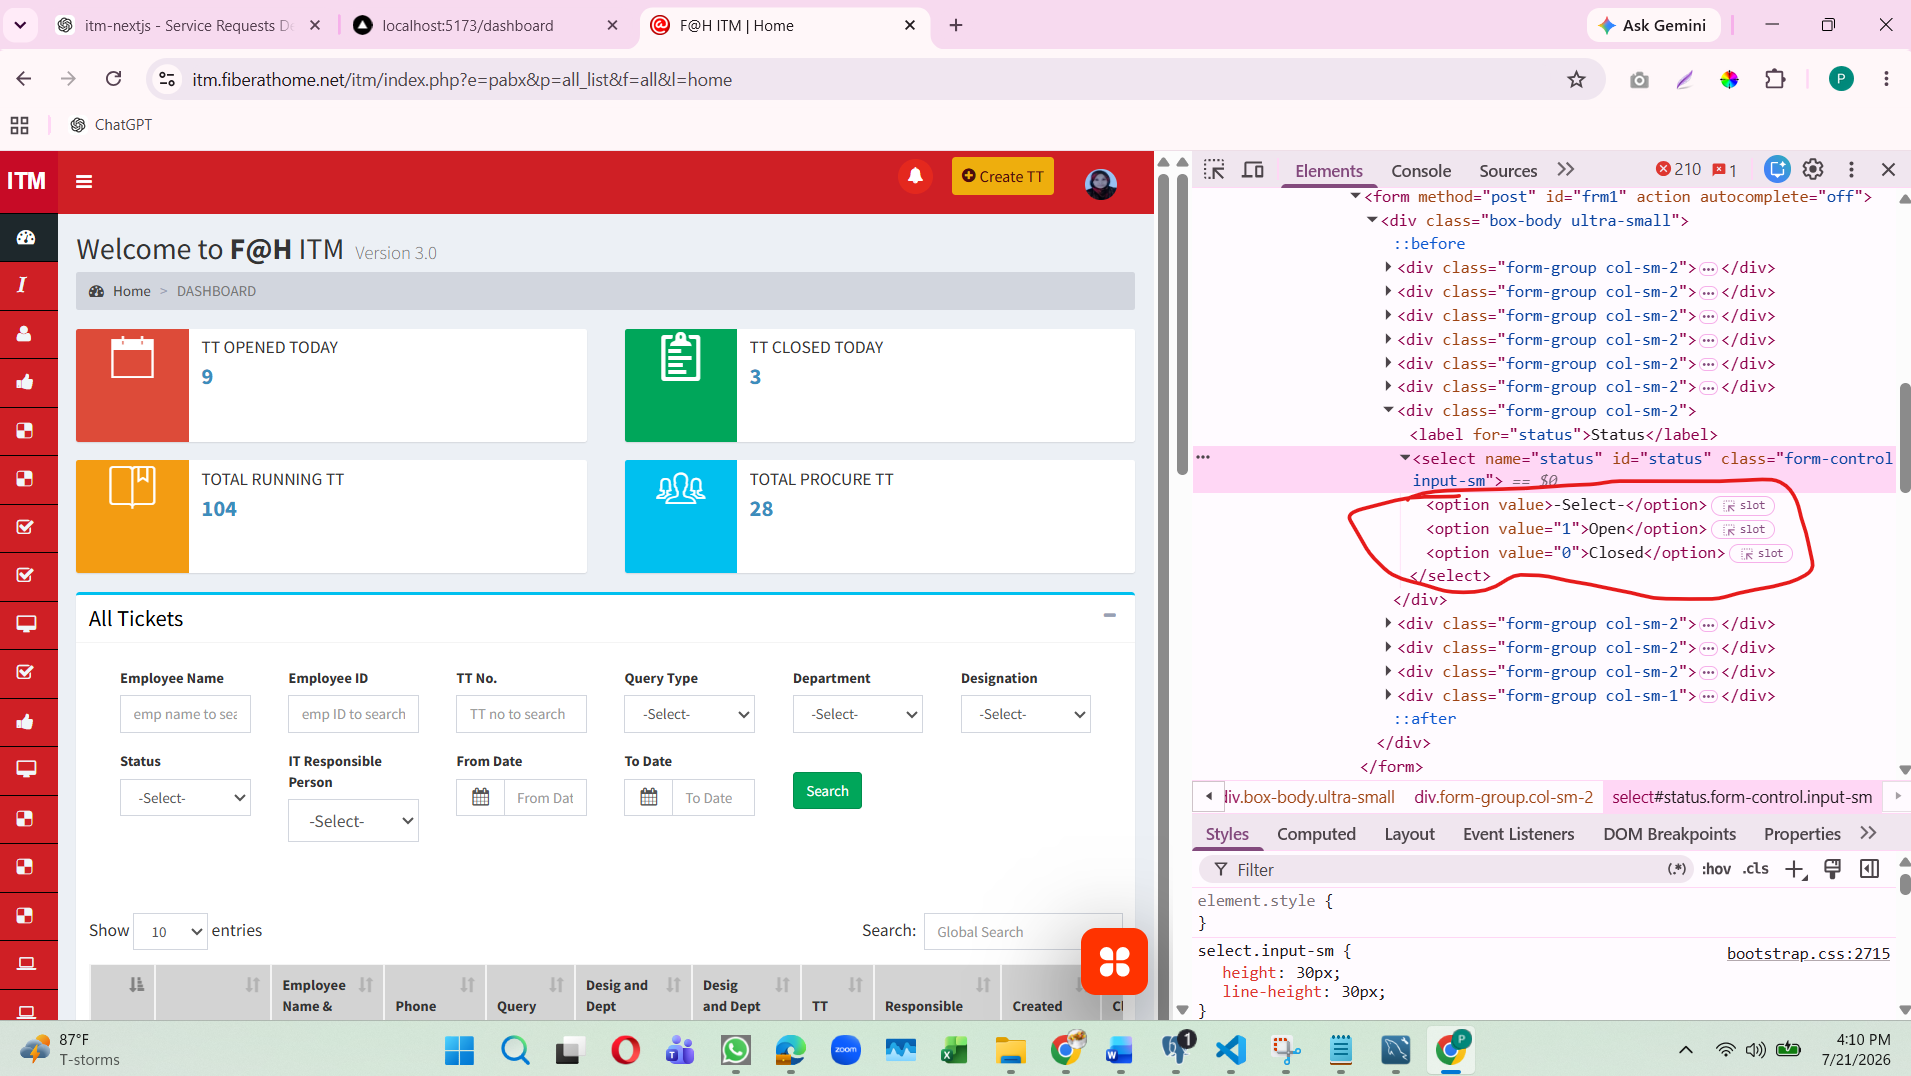 itm-nextjs - Service Requests De
localhost:5173/dashboard
F@H ITM | Home
Ask Gemini
itm.fiberathome.net/itm/index.php?e=pabx&p=all_list&f=all&l=home
P
ChatGPT
ITM
Create TT
Welcome to F@H ITM Version 3.0
Home > DASHBOARD
TT OPENED TODAY
9
TT CLOSED TODAY
3
TOTAL RUNNING TT
104
TOTAL PROCURE TT
28
All Tickets
Employee Name
Employee ID
TT No.
Query Type
Department
Designation
emp name to sea
emp ID to search
TT no to search
-Select-
-Select-
-Select-
Status
IT Responsible
Person
From Date
To Date
-Select-
-Select-
From Dat
To Date
Search
Show 10 entries
Search: Global Search
Employee
Name &
Phone
Query
Desig and
Dept
Desig
and Dept
TT
Responsible
Created
Cl
Elements
Console
Sources
210
1
<form method="post" id="frm1" action autocomplete="off">
<div class="box-body ultra-small">
::before
<div class="form-group col-sm-2"> … </div>
<div class="form-group col-sm-2"> … </div>
<div class="form-group col-sm-2"> … </div>
<div class="form-group col-sm-2"> … </div>
<div class="form-group col-sm-2"> … </div>
<div class="form-group col-sm-2"> … </div>
<div class="form-group col-sm-2">
<label for="status">Status</label>
<select name="status" id="status" class="form-control
input-sm"> == $0
<option value>-Select-</option> slot
<option value="1">Open</option> slot
<option value="0">Closed</option> slot
</select>
</div>
<div class="form-group col-sm-2"> … </div>
<div class="form-group col-sm-2"> … </div>
<div class="form-group col-sm-2"> … </div>
<div class="form-group col-sm-1"> … </div>
::after
</div>
</form>
div.box-body.ultra-small div.form-group.col-sm-2 select#status.form-control.input-sm
Styles
Computed
Layout
Event Listeners
DOM Breakpoints
Properties
Filter
(.*)
:hov
.cls
element.style {
}
select.input-sm {
bootstrap.css:2715
height: 30px;
line-height: 30px;
}
87°F
T-storms
zoom
1
P
4:10 PM
7/21/2026